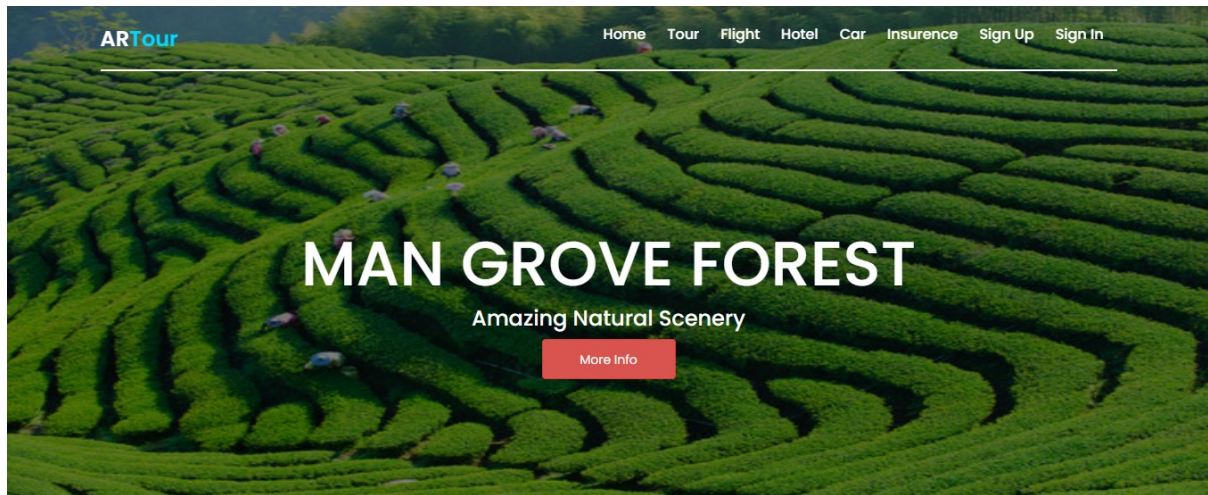 ARTour
Home Tour Flight Hotel Car Insurence Sign Up Sign In
MAN GROVE FOREST
Amazing Natural Scenery
More Info